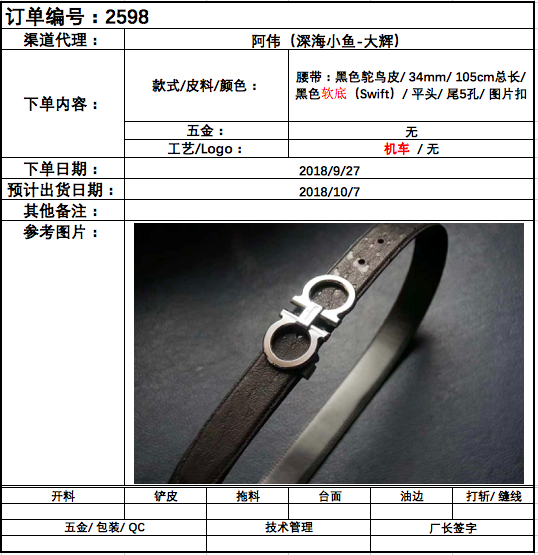 订单编号：2598
渠道代理：
阿伟（深海小鱼-大辉）
下单内容：
款式/皮料/颜色：
腰带：黑色鸵鸟皮/ 34mm/ 105cm总长/
黑色软底（Swift）/ 平头/ 尾5孔/ 图片扣
五金：
无
工艺/Logo：
机车 / 无
下单日期：
2018/9/27
预计出货日期：
2018/10/7
其他备注：
参考图片：
开料
铲皮
拖料
台面
油边
打斩/ 缝线
五金/ 包装/ QC
技术管理
厂长签字